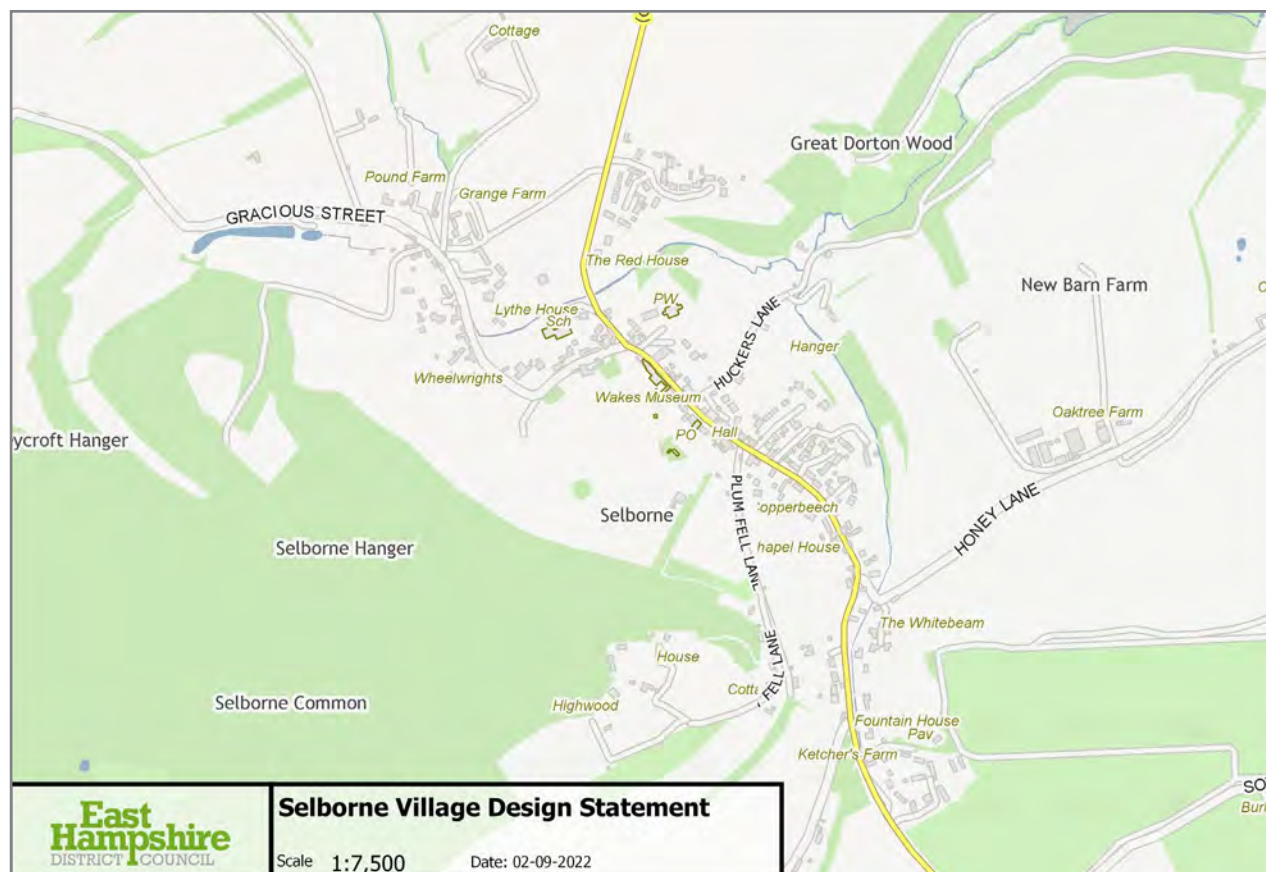 Cottage
Great Dorton Wood
Pound Farm
Grange Farm
GRACIOUS STREET
The Red House
New Barn Farm
PW
Lythe House
Sch
HUCKERS LANE
Hanger
Wheelwrights
Wakes Museum
Oaktree Farm
ycroft Hanger
PO
Hall
PLUM FELL LANE
opperbeech
HONEY LANE
Selborne
Selborne Hanger
hapel House
The Whitebeam
House
FELL LANE
Cotta
Selborne Common
Highwood
Fountain House
Pav
Ketcher's Farm
SO
Bur
East
Hampshire
DISTRICT COUNCIL
Selborne Village Design Statement
Scale 1:7,500 Date: 02-09-2022